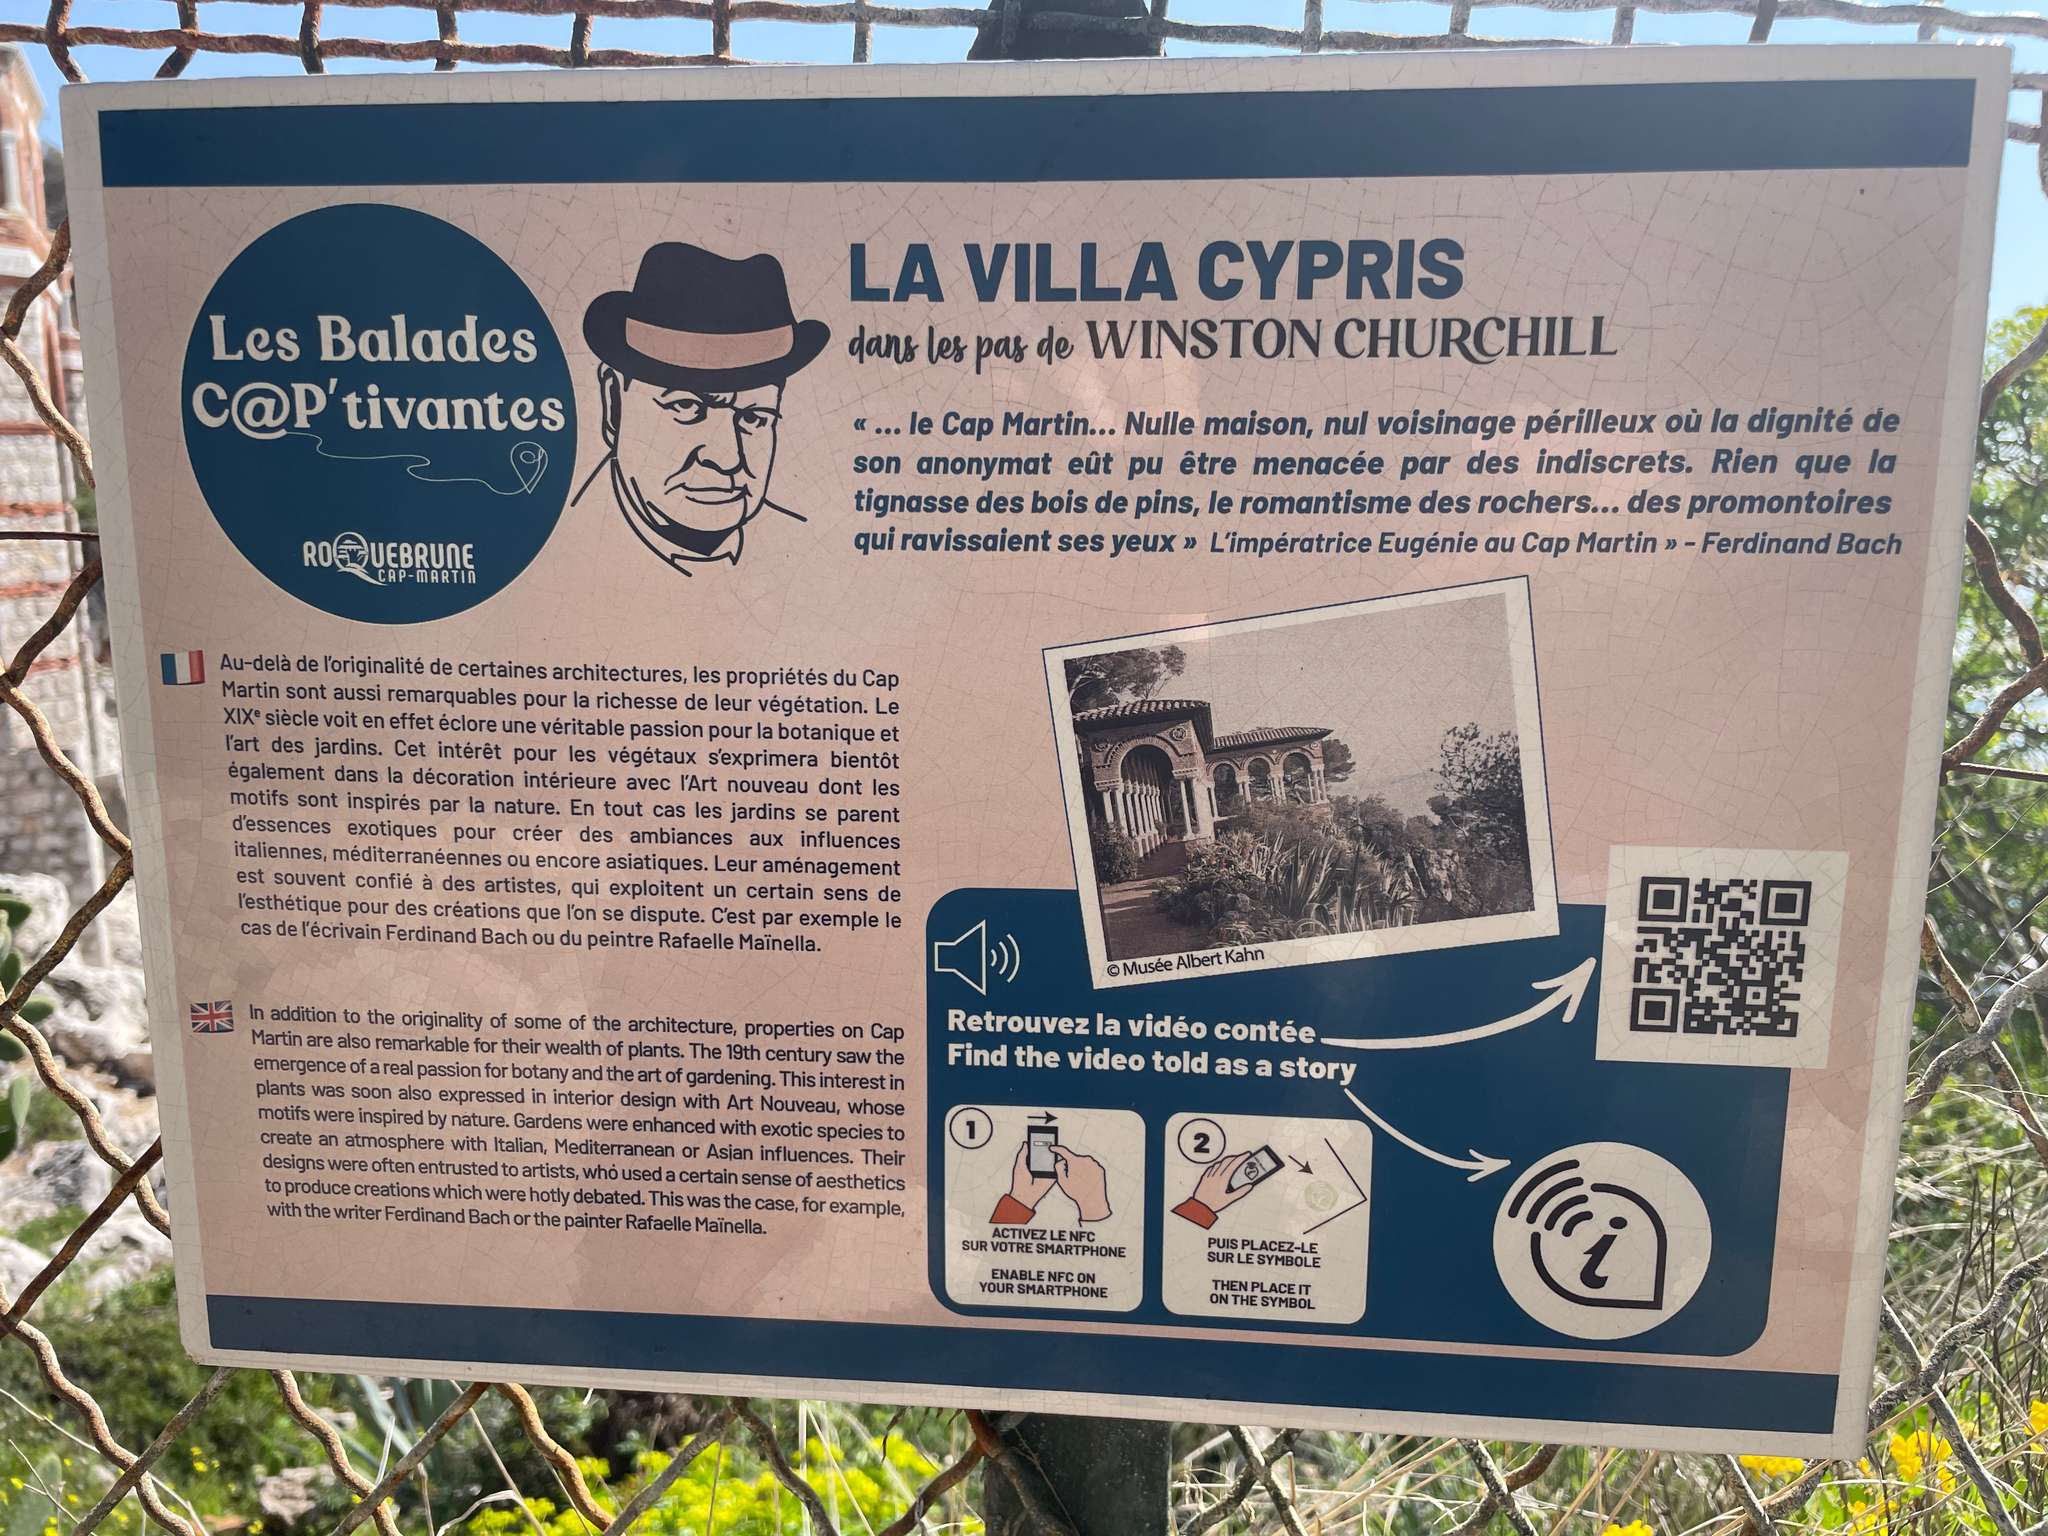 Les Balades
C@P'tivantes
ROQUEBRUNE
CAP-MARTIN
LA VILLA CYPRIS
dans les pas de WINSTON CHURCHILL
« ... le Cap Martin... Nulle maison, nul voisinage périlleux où la dignité de
son anonymat eût pu être menacée par des indiscrets. Rien que la
tignasse des bois de pins, le romantisme des rochers... des promontoires
qui ravissaient ses yeux » L'impératrice Eugénie au Cap Martin » - Ferdinand Bach
Au-delà de l'originalité de certaines architectures, les propriétés du Cap
Martin sont aussi remarquables pour la richesse de leur végétation. Le
XIXe siècle voit en effet éclore une véritable passion pour la botanique et
l'art des jardins. Cet intérêt pour les végétaux s'exprimera bientôt
également dans la décoration intérieure avec l'Art nouveau dont les
motifs sont inspirés par la nature. En tout cas les jardins se parent
d'essences exotiques pour créer des ambiances aux influences
italiennes, méditerranéennes ou encore asiatiques. Leur aménagement
est souvent confié à des artistes, qui exploitent un certain sens de
l'esthétique pour des créations que l'on se dispute. C'est par exemple le
cas de l'écrivain Ferdinand Bach ou du peintre Rafaelle Maïnella.
In addition to the originality of some of the architecture, properties on Cap
Martin are also remarkable for their wealth of plants. The 19th century saw the
emergence of a real passion for botany and the art of gardening. This interest in
plants was soon also expressed in interior design with Art Nouveau, whose
motifs were inspired by nature. Gardens were enhanced with exotic species to
create an atmosphere with Italian, Mediterranean or Asian influences. Their
designs were often entrusted to artists, who used a certain sense of aesthetics
to produce creations which were hotly debated. This was the case, for example,
with the writer Ferdinand Bach or the painter Rafaelle Maïnella.
© Musée Albert Kahn
Retrouvez la vidéo contée
Find the video told as a story
1
ACTIVEZ LE NFC
SUR VOTRE SMARTPHONE
ENABLE NFC ON
YOUR SMARTPHONE
2
PUIS PLACEZ-LE
SUR LE SYMBOLE
THEN PLACE IT
ON THE SYMBOL
i